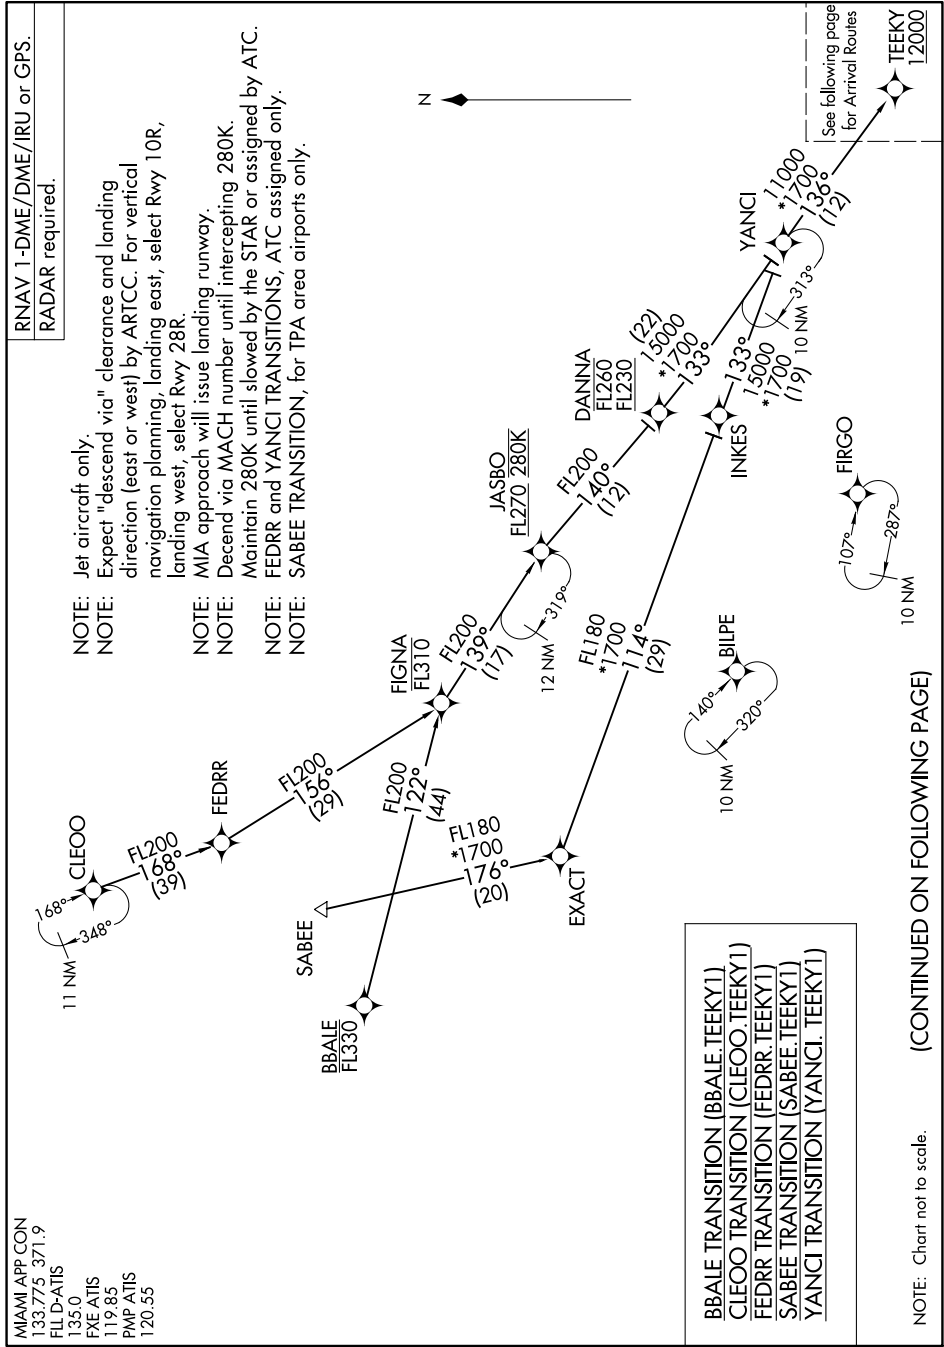 MIAMI APP CON
133.775 371.9
FLL D-ATIS
135.0
FXE ATIS
119.85
PMP ATIS
120.55
RNAV 1-DME/DME/IRU or GPS.
RADAR required.
NOTE: Jet aircraft only.
NOTE: Expect "descend via" clearance and landing
direction (east or west) by ARTCC. For vertical
navigation planning, landing east, select Rwy 10R,
landing west, select Rwy 28R.
NOTE: MIA approach will issue landing runway.
NOTE: Decend via MACH number until intercepting 280K.
Maintain 280K until slowed by the STAR or assigned by ATC.
NOTE: FEDRR and YANCI TRANSITIONS, ATC assigned only.
NOTE: SABEE TRANSITION, for TPA area airports only.
CLEOO
168°
348°
11 NM
FL200
168°
(39)
FEDRR
FL200
156°
(29)
BBALE
FL330
FL200
122°
(44)
SABEE
FL180
*1700
176°
(20)
EXACT
FIGNA
FL310
FL200
139°
(17)
JASBO
FL270 280K
319°
12 NM
FL200
140°
(12)
DANNA
FL260
FL230
(22)
15000
*1700
133°
FL180
*1700
114°
(29)
INKES
133°
15000
*1700
(19)
YANCI
313°
10 NM
11000
*1700
136°
(12)
TEEKY
12000
See following page
for Arrival Routes
N
BILPE
140°
320°
10 NM
FIRGO
107°
287°
10 NM
BBALE TRANSITION (BBALE.TEEKY1)
CLEOO TRANSITION (CLEOO.TEEKY1)
FEDRR TRANSITION (FEDRR.TEEKY1)
SABEE TRANSITION (SABEE.TEEKY1)
YANCI TRANSITION (YANCI. TEEKY1)
NOTE: Chart not to scale.
(CONTINUED ON FOLLOWING PAGE)